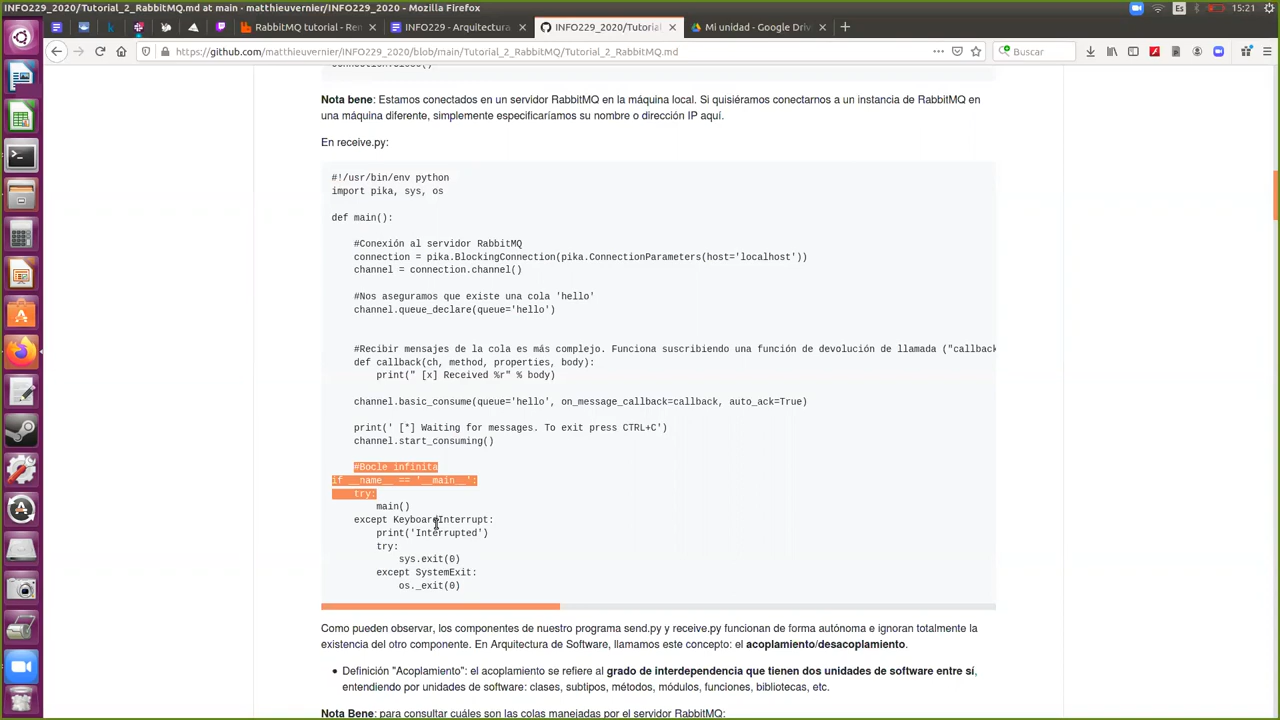 INFO229_2020/Tutorial_2_RabbitMQ.md at main · matthieuvernier/INFO229_2020 - Mozilla Firefox
Es
15:21
RabbitMQ tutorial - Re
INFO229 - Arquitectura
INFO229_2020/Tutorial
Mi unidad - Google Driv
https://github.com/matthieuvernier/INFO229_2020/blob/main/Tutorial_2_RabbitMQ/Tutorial_2_RabbitMQ.md
Buscar
connection.close()
Nota bene: Estamos conectados en un servidor RabbitMQ en la máquina local. Si quisiéramos conectarnos a un instancia de RabbitMQ en
una máquina diferente, simplemente especificaríamos su nombre o dirección IP aquí.
En receive.py:
#!/usr/bin/env python
import pika, sys, os
def main():
#Conexión al servidor RabbitMQ
connection = pika.BlockingConnection(pika.ConnectionParameters(host='localhost'))
channel = connection.channel()
#Nos aseguramos que existe una cola 'hello'
channel.queue_declare(queue='hello')
#Recibir mensajes de la cola es más complejo. Funciona suscribiendo una función de devolución de llamada ("callback
def callback(ch, method, properties, body):
print(" [x] Received %r" % body)
channel.basic_consume(queue='hello', on_message_callback=callback, auto_ack=True)
print(' [*] Waiting for messages. To exit press CTRL+C')
channel.start_consuming()
#Bocle infinita
if __name__ == '__main__':
try:
main()
except KeyboardInterrupt:
print('Interrupted')
try:
sys.exit(0)
except SystemExit:
os._exit(0)
Como pueden observar, los componentes de nuestro programa send.py y receive.py funcionan de forma autónoma e ignoran totalmente la
existencia del otro componente. En Arquitectura de Software, llamamos este concepto: el acoplamiento/desacoplamiento.
Definición "Acoplamiento": el acoplamiento se refiere al grado de interdependencia que tienen dos unidades de software entre sí,
entendiendo por unidades de software: clases, subtipos, métodos, módulos, funciones, bibliotecas, etc.
Nota Bene: para consultar cuáles son las colas manejadas por el servidor RabbitMQ: